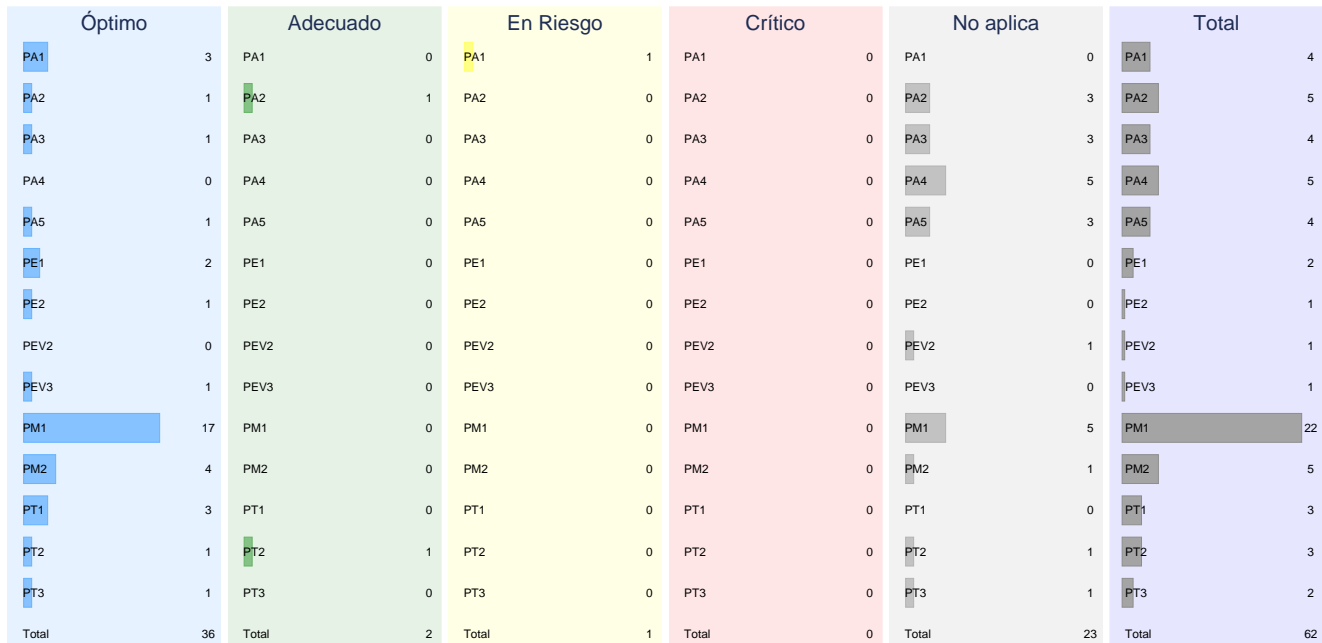 Óptimo Adecuado En Riesgo Crítico No aplica Total
PA1 3 PA1 0 PA1 1 PA1 0 PA1 0 PA1 4
PA2 1 PA2 1 PA2 0 PA2 0 PA2 3 PA2 5
PA3 1 PA3 0 PA3 0 PA3 0 PA3 3 PA3 4
PA4 0 PA4 0 PA4 0 PA4 0 PA4 5 PA4 5
PA5 1 PA5 0 PA5 0 PA5 0 PA5 3 PA5 4
PE1 2 PE1 0 PE1 0 PE1 0 PE1 0 PE1 2
PE2 1 PE2 0 PE2 0 PE2 0 PE2 0 PE2 1
PEV2 0 PEV2 0 PEV2 0 PEV2 0 PEV2 1 PEV2 1
PEV3 1 PEV3 0 PEV3 0 PEV3 0 PEV3 0 PEV3 1
PM1 17 PM1 0 PM1 0 PM1 0 PM1 5 PM1 22
PM2 4 PM2 0 PM2 0 PM2 0 PM2 1 PM2 5
PT1 3 PT1 0 PT1 0 PT1 0 PT1 0 PT1 3
PT2 1 PT2 1 PT2 0 PT2 0 PT2 1 PT2 3
PT3 1 PT3 0 PT3 0 PT3 0 PT3 1 PT3 2
Total 36 Total 2 Total 1 Total 0 Total 23 Total 62